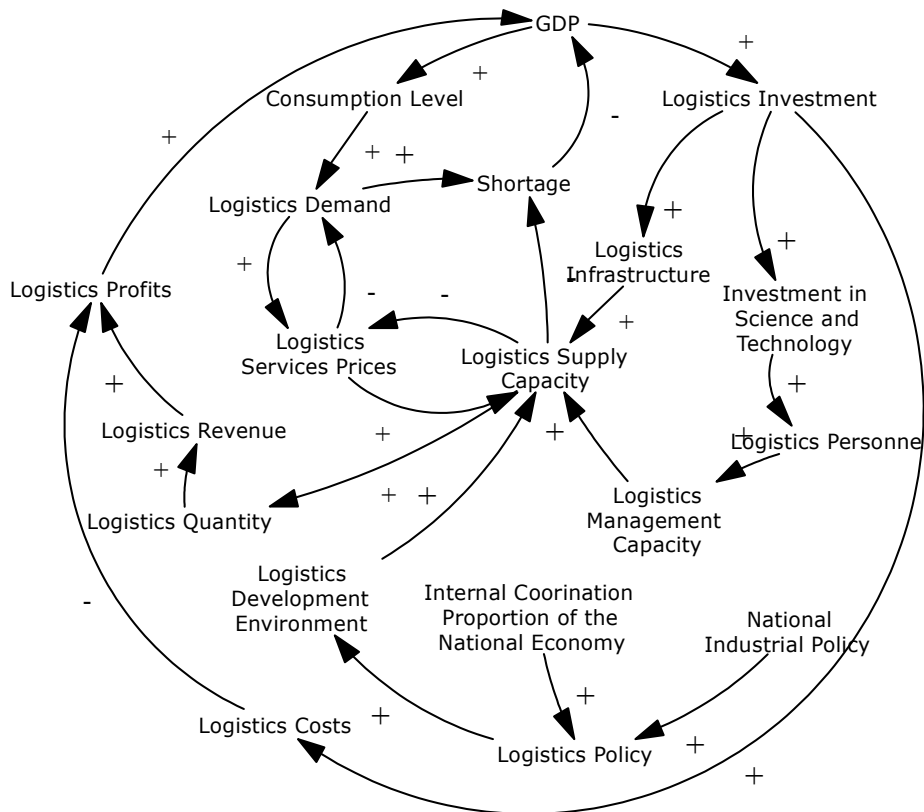 GDP
+
+
Consumption Level
Logistics Investment
-
+
+ +
Shortage
Logistics Demand
+
+
+
Logistics
Infrastructure
-
Logistics Profits
Investment in
Science and
Technology
-
-
+
Logistics
Services Prices
Logistics Supply
Capacity
+
+
Logistics Revenue
+
+
+
Logistics Personne
+
Logistics Quantity
+ +
Logistics
Management
Capacity
Logistics
Development
Environment
Internal Coorination
Proportion of the
National Economy
National
Industrial Policy
-
+
Logistics Costs
+
Logistics Policy
+
+